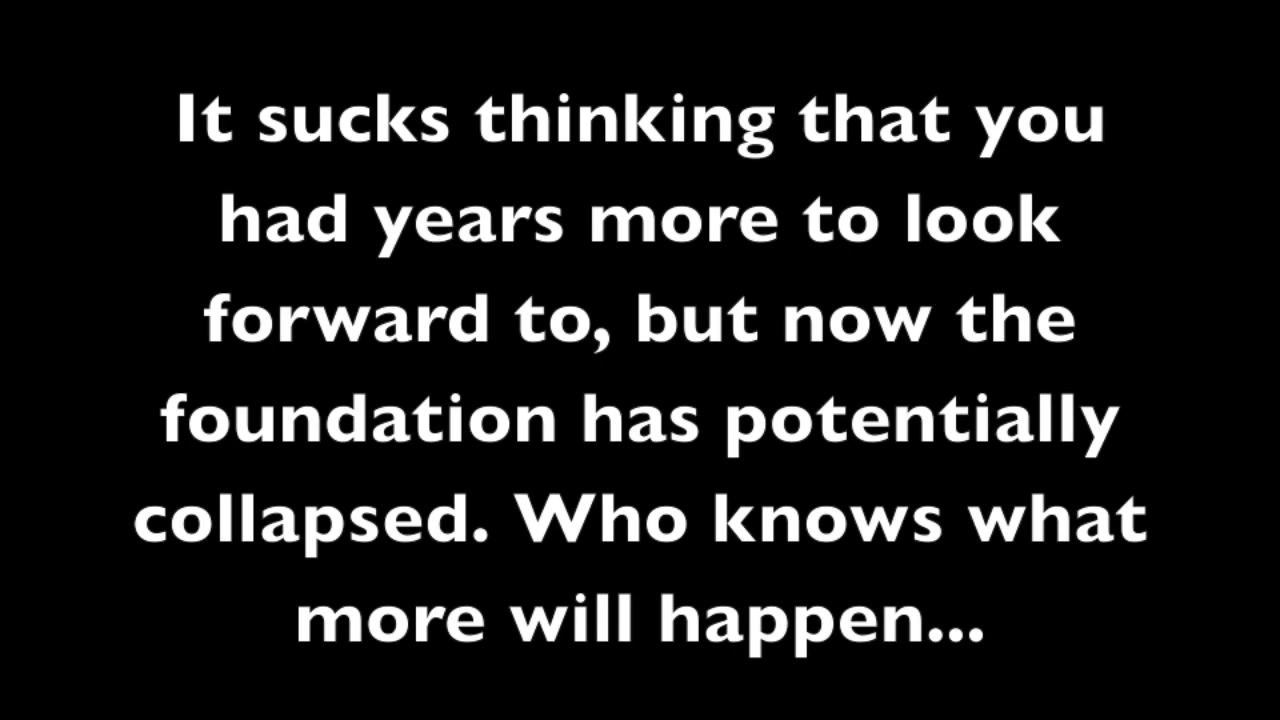 It sucks thinking that you
had years more to look
forward to, but now the
foundation has potentially
collapsed. Who knows what
more will happen...